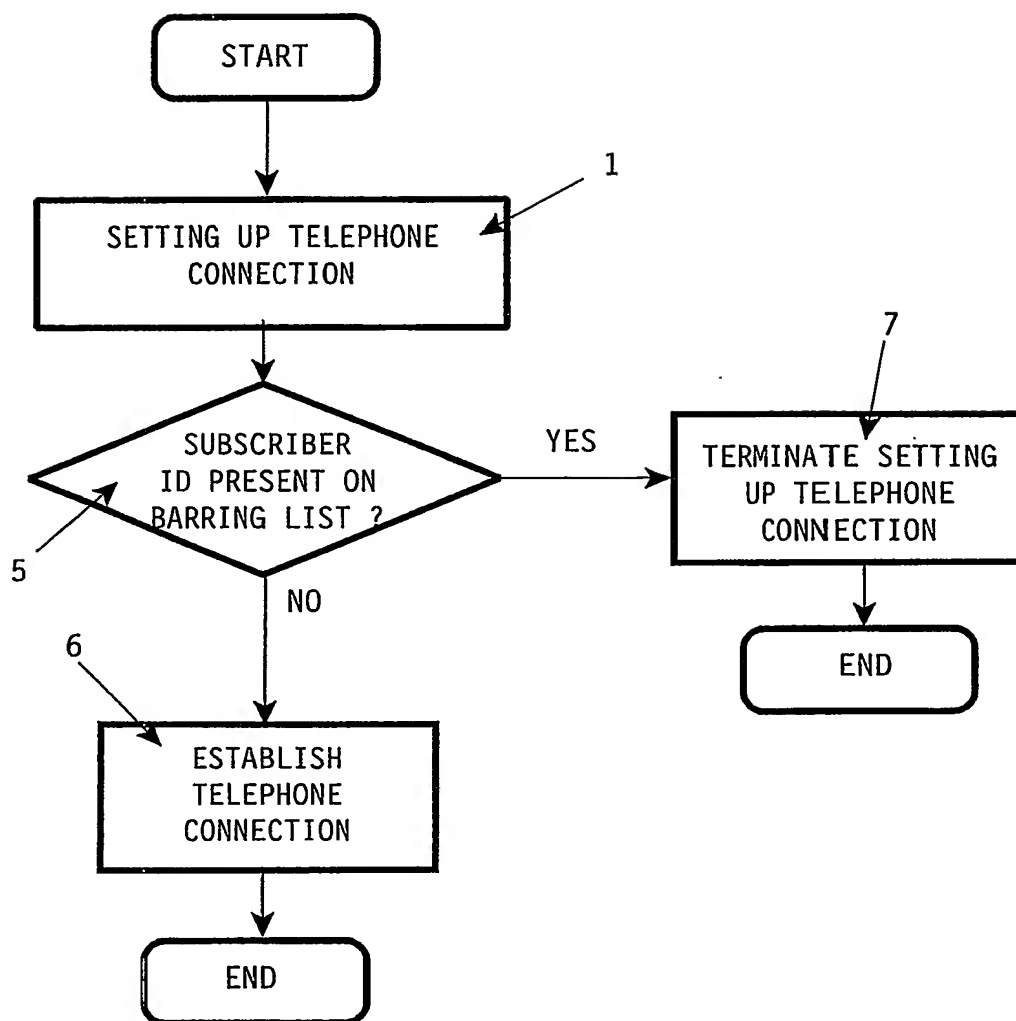 START
1
SETTING UP TELEPHONE
CONNECTION
7
SUBSCRIBER
ID PRESENT ON
BARRING LIST ?
YES
TERMINATE SETTING
UP TELEPHONE
CONNECTION
5
NO
END
6
ESTABLISH
TELEPHONE
CONNECTION
END